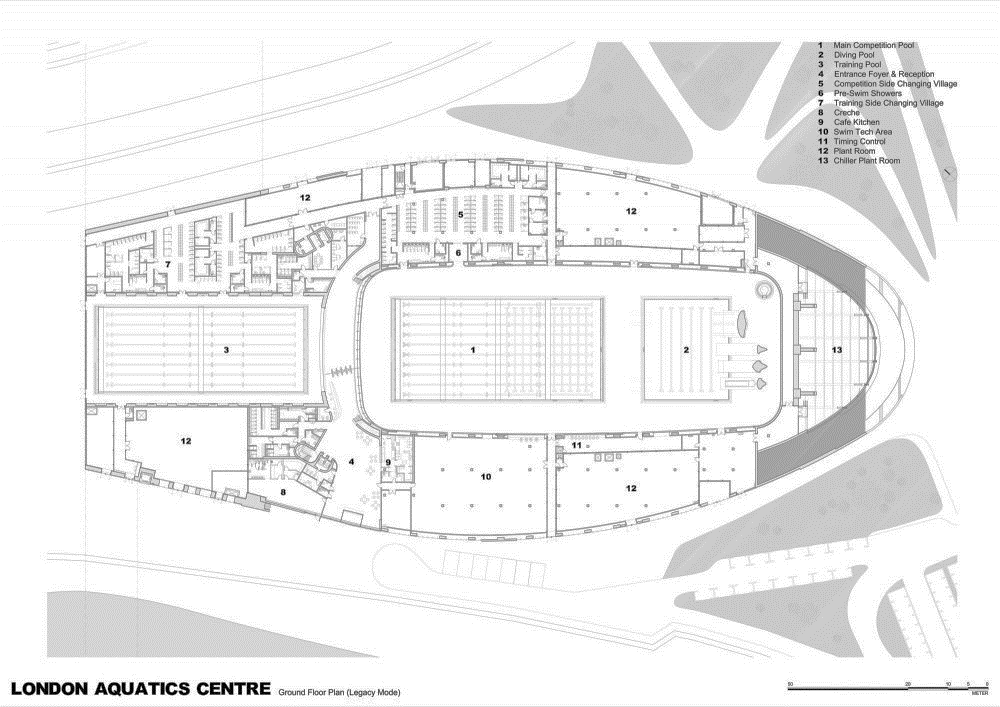 1 Main Competition Pool
2 Diving Pool
3 Training Pool
4 Entrance Foyer & Reception
5 Competition Side Changing Village
6 Pre-Swim Showers
7 Training Side Changing Village
8 Creche
9 Cafe Kitchen
10 Swim Tech Area
11 Timing Control
12 Plant Room
13 Chiller Plant Room
12
5
12
6
7
3
1
2
13
12
4
9
11
10
8
12
LONDON AQUATICS CENTRE Ground Floor Plan (Legacy Mode)
50 20 10 5 0
METER